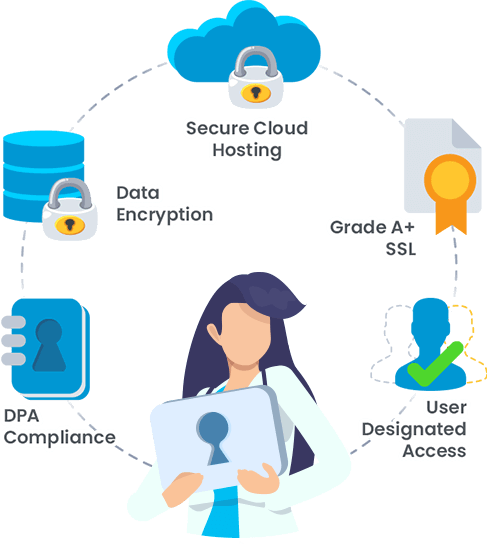 Secure Cloud
Hosting
Data
Encryption
Grade A+
SSL
DPA
Compliance
User
Designated
Access